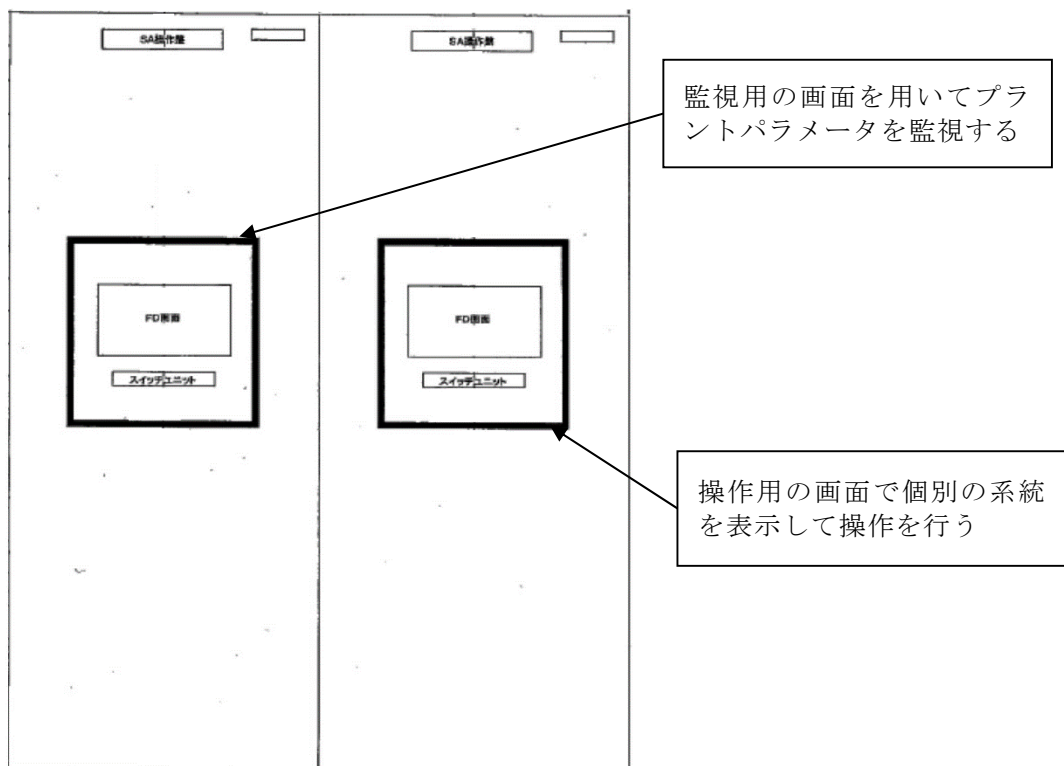 SA操作盤
SA操作盤
監視用の画面を用いてプラ
ントパラメータを監視する
FD画面
FD画面
スイッチユニット
スイッチユニット
操作用の画面で個別の系統
を表示して操作を行う